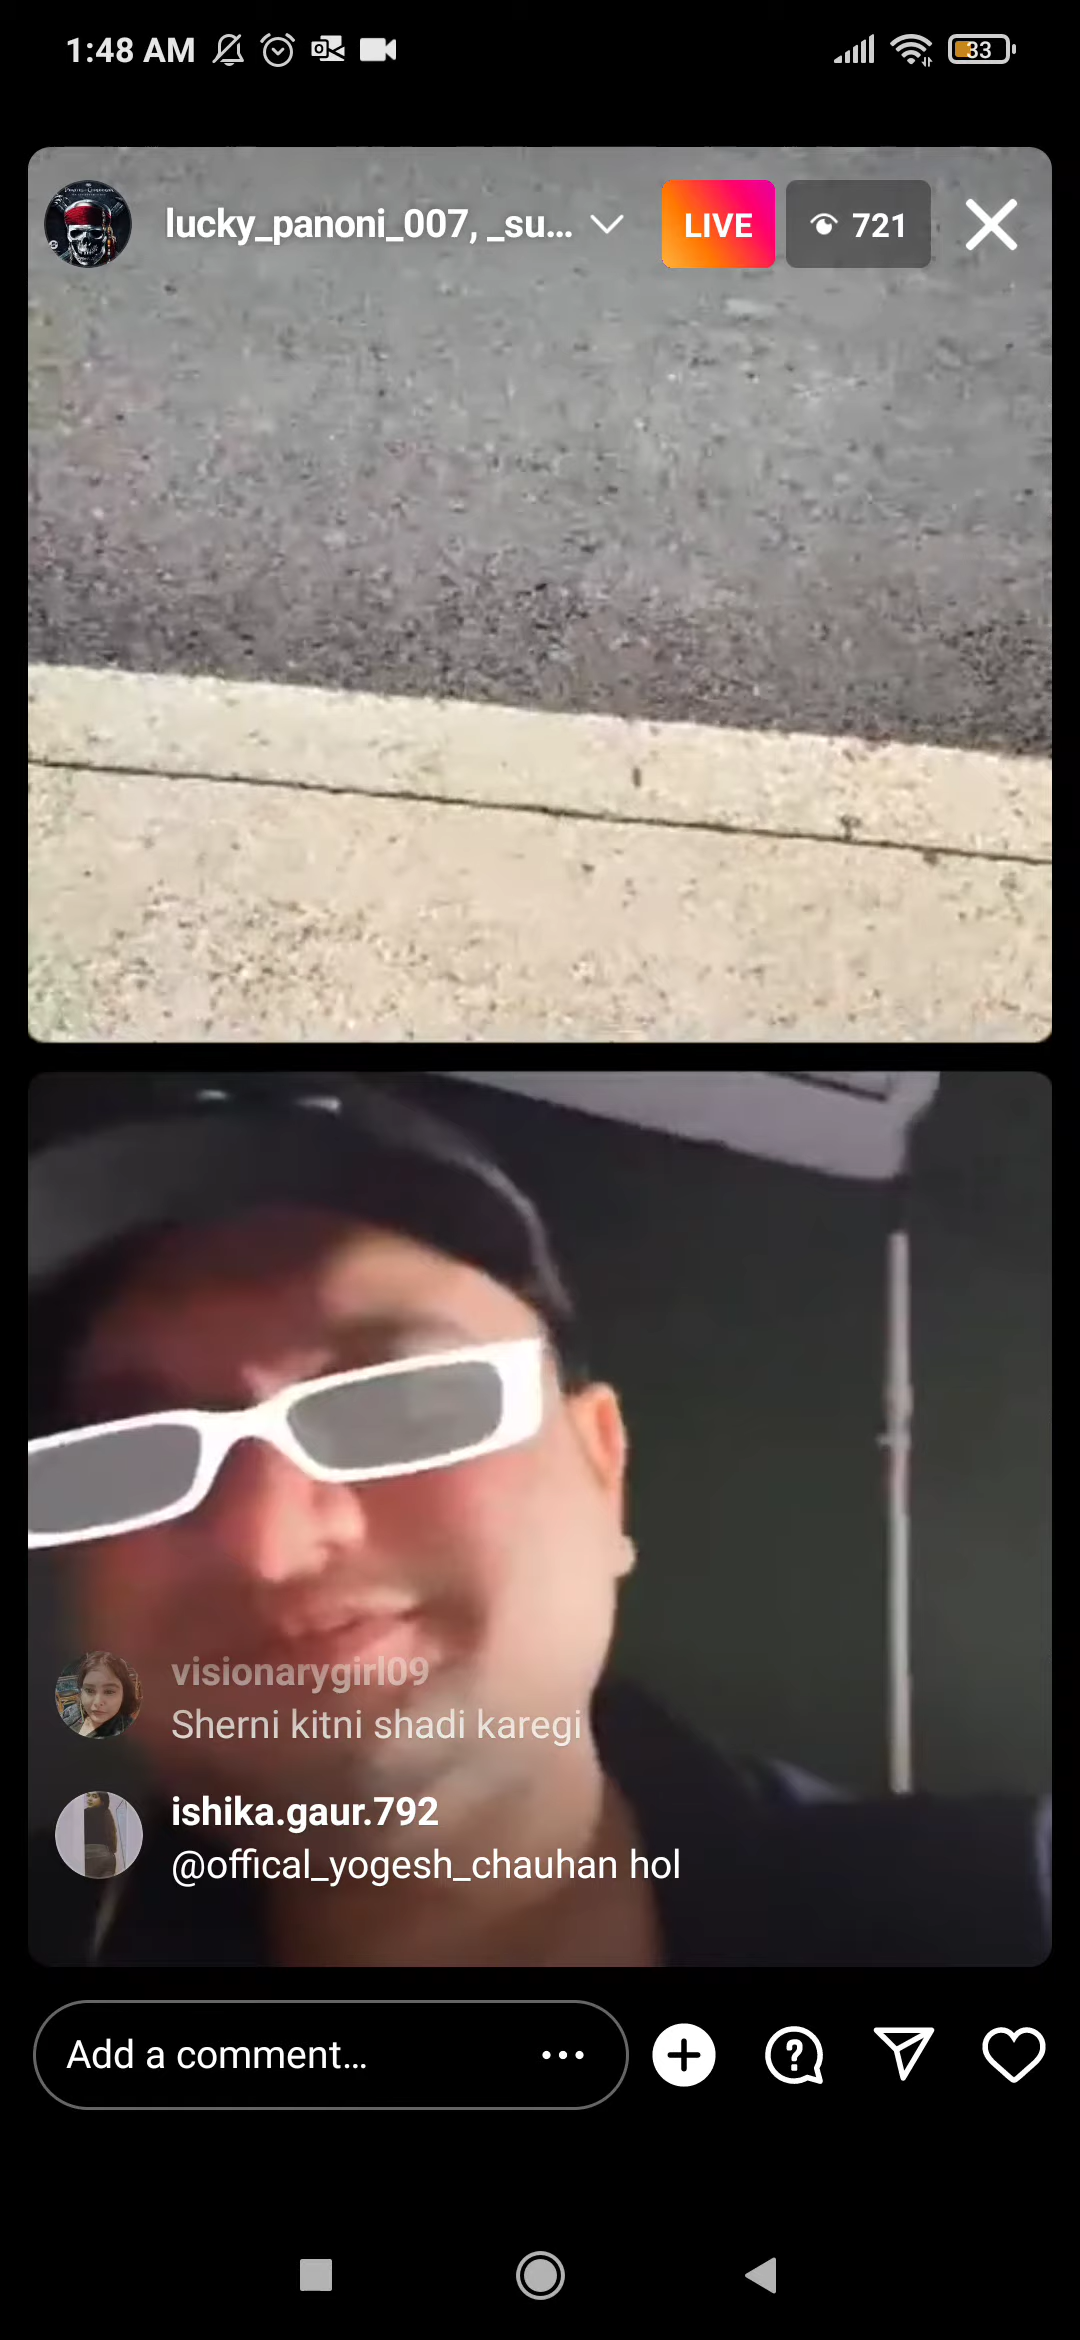 1:48 AM
33
lucky_panoni_007, _su...
LIVE
721
visionarygirl09
Sherni kitni shadi karegi
ishika.gaur.792
@offical_yogesh_chauhan hol
Add a comment...